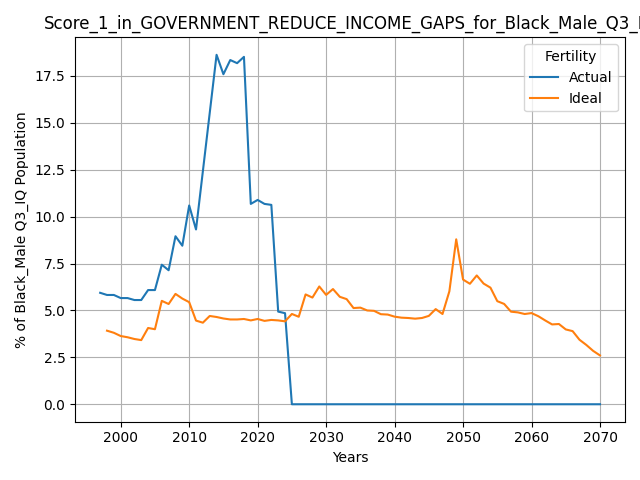 Score_1_in_GOVERNMENT_REDUCE_INCOME_GAPS_for_Black_Male_Q3_I
Fertility
Actual
Ideal
% of Black_Male Q3_IQ Population
17.5
15.0
12.5
10.0
7.5
5.0
2.5
0.0
2000 2010 2020 2030 2040 2050 2060 2070
Years